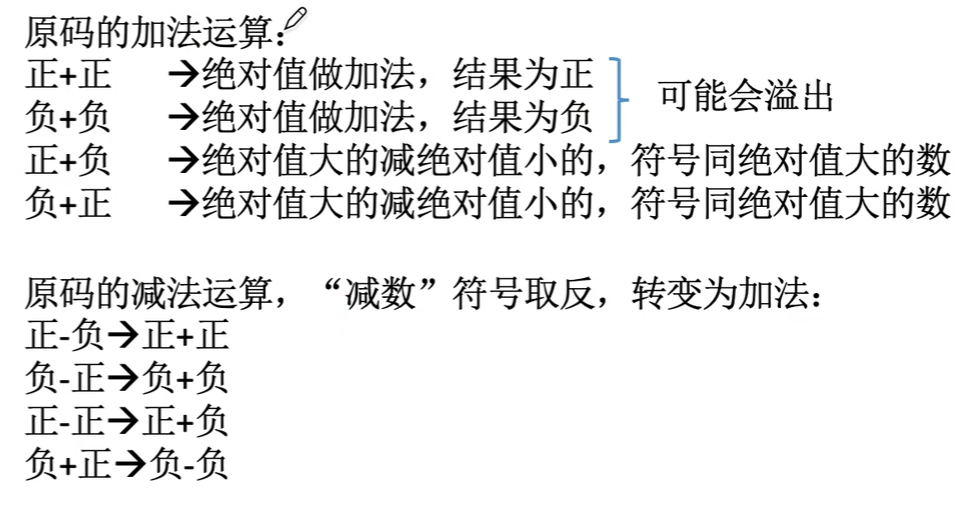 原码的加法运算：
正+正 →绝对值做加法，结果为正
负+负 →绝对值做加法，结果为负
可能会溢出
正+负 →绝对值大的减绝对值小的，符号同绝对值大的数
负+正 →绝对值大的减绝对值小的，符号同绝对值大的数
原码的减法运算，“减数”符号取反，转变为加法：
正-负→正+正
负-正→负+负
正-正→正+负
负+正→负-负